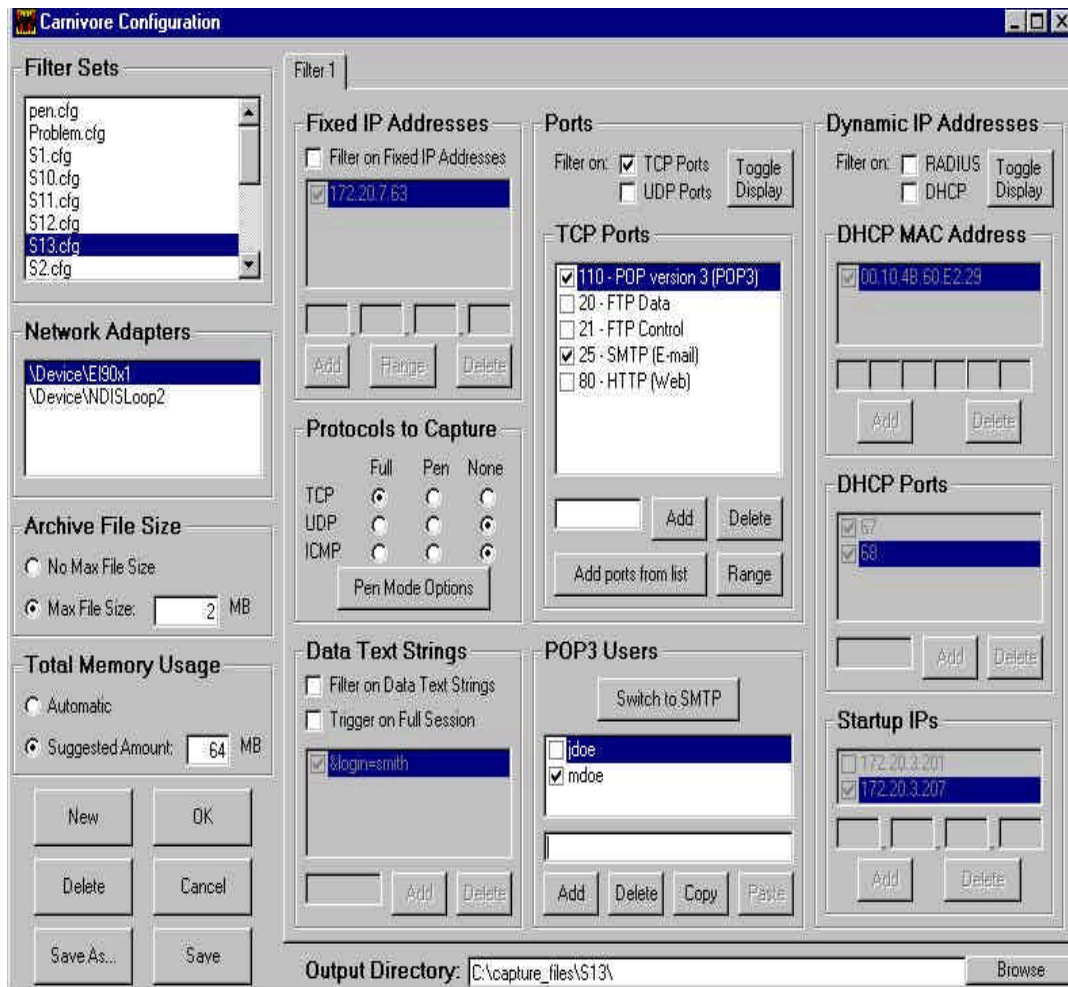 Carnivore Configuration
Filter Sets
pen.cfg
Problem.cfg
S1.cfg
S10.cfg
S11.cfg
S12.cfg
S13.cfg
S2.cfg
Network Adapters
\Device\El90x1
\Device\NDISLoop2
Archive File Size
No Max File Size
Max File Size: 2 MB
Total Memory Usage
Automatic
Suggested Amount: 64 MB
New
OK
Delete
Cancel
Save As...
Save
Filter 1
Fixed IP Addresses
Filter on Fixed IP Addresses
172.20.7.63
Add
Range
Delete
Protocols to Capture
Full Pen None
TCP
UDP
ICMP
Pen Mode Options
Data Text Strings
Filter on Data Text Strings
Trigger on Full Session
&login=smith
Add
Delete
Ports
Filter on: TCP Ports
UDP Ports
Toggle
Display
TCP Ports
110 - POP version 3 (POP3)
20 - FTP Data
21 - FTP Control
25 - SMTP (E-mail)
80 - HTTP (Web)
Add
Delete
Add ports from list
Range
POP3 Users
Switch to SMTP
jdoe
mdoe
Add
Delete
Copy
Paste
Dynamic IP Addresses
Filter on: RADIUS
DHCP
Toggle
Display
DHCP MAC Address
00.10.4B.60.E2.29
Add
Delete
DHCP Ports
67
68
Add
Delete
Startup IPs
172.20.3.201
172.20.3.207
Add
Delete
Output Directory: C:\capture_files\S13\
Browse